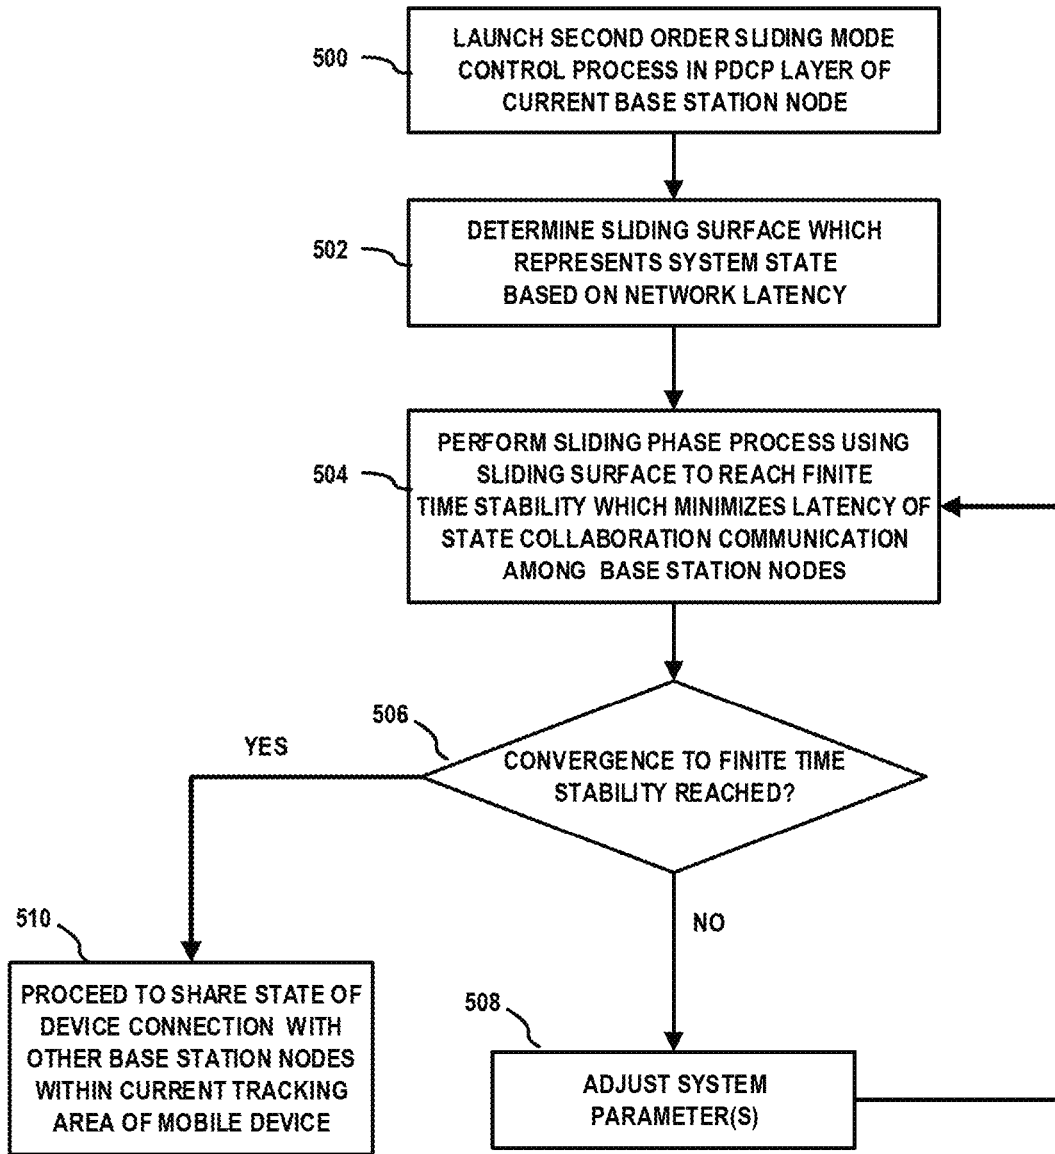 500
LAUNCH SECOND ORDER SLIDING MODE
CONTROL PROCESS IN PDCP LAYER OF
CURRENT BASE STATION NODE
502
DETERMINE SLIDING SURFACE WHICH
REPRESENTS SYSTEM STATE
BASED ON NETWORK LATENCY
504
PERFORM SLIDING PHASE PROCESS USING
SLIDING SURFACE TO REACH FINITE
TIME STABILITY WHICH MINIMIZES LATENCY OF
STATE COLLABORATION COMMUNICATION
AMONG BASE STATION NODES
506
CONVERGENCE TO FINITE TIME
STABILITY REACHED?
YES
NO
510
PROCEED TO SHARE STATE OF
DEVICE CONNECTION WITH
OTHER BASE STATION NODES
WITHIN CURRENT TRACKING
AREA OF MOBILE DEVICE
508
ADJUST SYSTEM
PARAMETER(S)